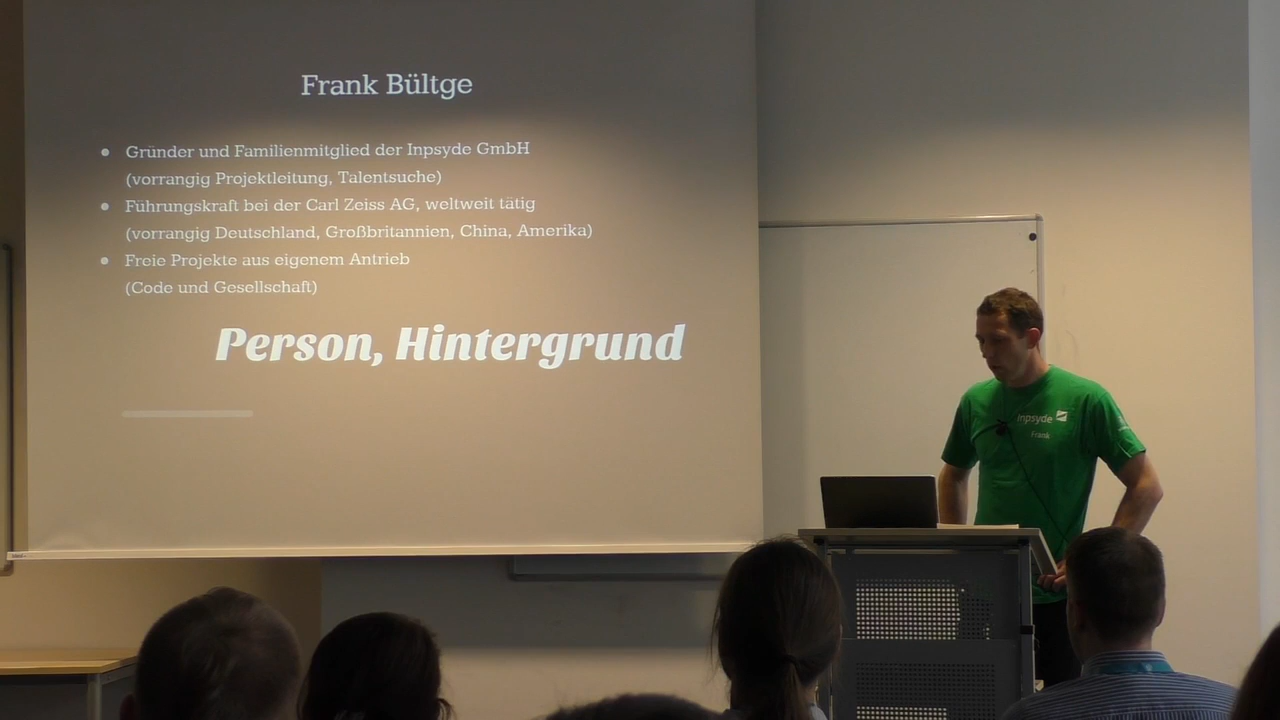 Frank Bültge
● Gründer und Familienmitglied der Inpsyde GmbH
(vorrangig Projektleitung, Talentsuche)
● Führungskraft bei der Carl Zeiss AG, weltweit tätig
(vorrangig Deutschland, Großbritannien, China, Amerika)
● Freie Projekte aus eigenem Antrieb
(Code und Gesellschaft)
Person, Hintergrund
inpsyde
Frank